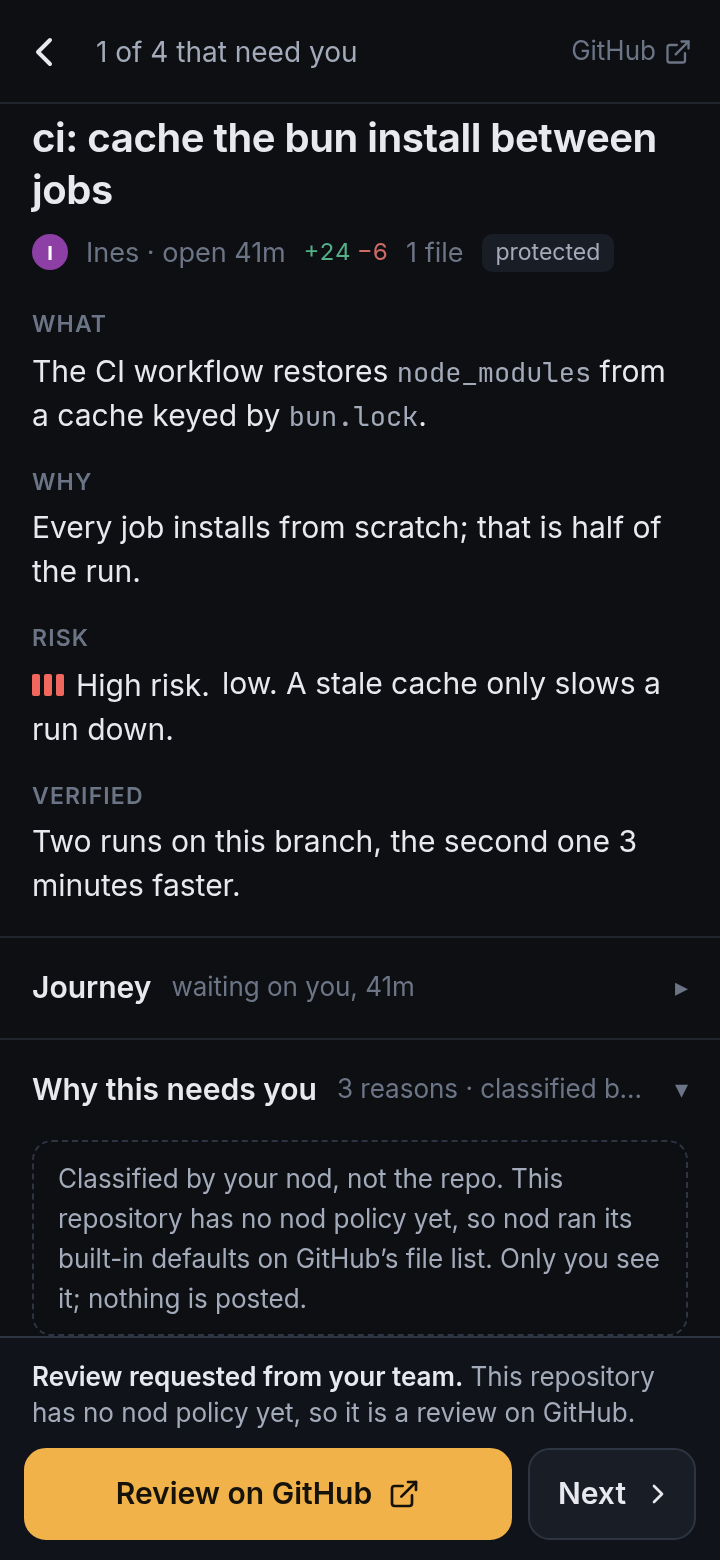 1 of 4 that need you
GitHub
ci: cache the bun install between
jobs
I Ines · open 41m +24 −6 1 file protected
WHAT
The CI workflow restores node_modules from
a cache keyed by bun.lock.
WHY
Every job installs from scratch; that is half of
the run.
RISK
High risk. low. A stale cache only slows a
run down.
VERIFIED
Two runs on this branch, the second one 3
minutes faster.
Journey waiting on you, 41m
Why this needs you 3 reasons · classified b...
Classified by your nod, not the repo. This
repository has no nod policy yet, so nod ran its
built-in defaults on GitHub’s file list. Only you see
it; nothing is posted.
Review requested from your team. This repository
has no nod policy yet, so it is a review on GitHub.
Review on GitHub
Next